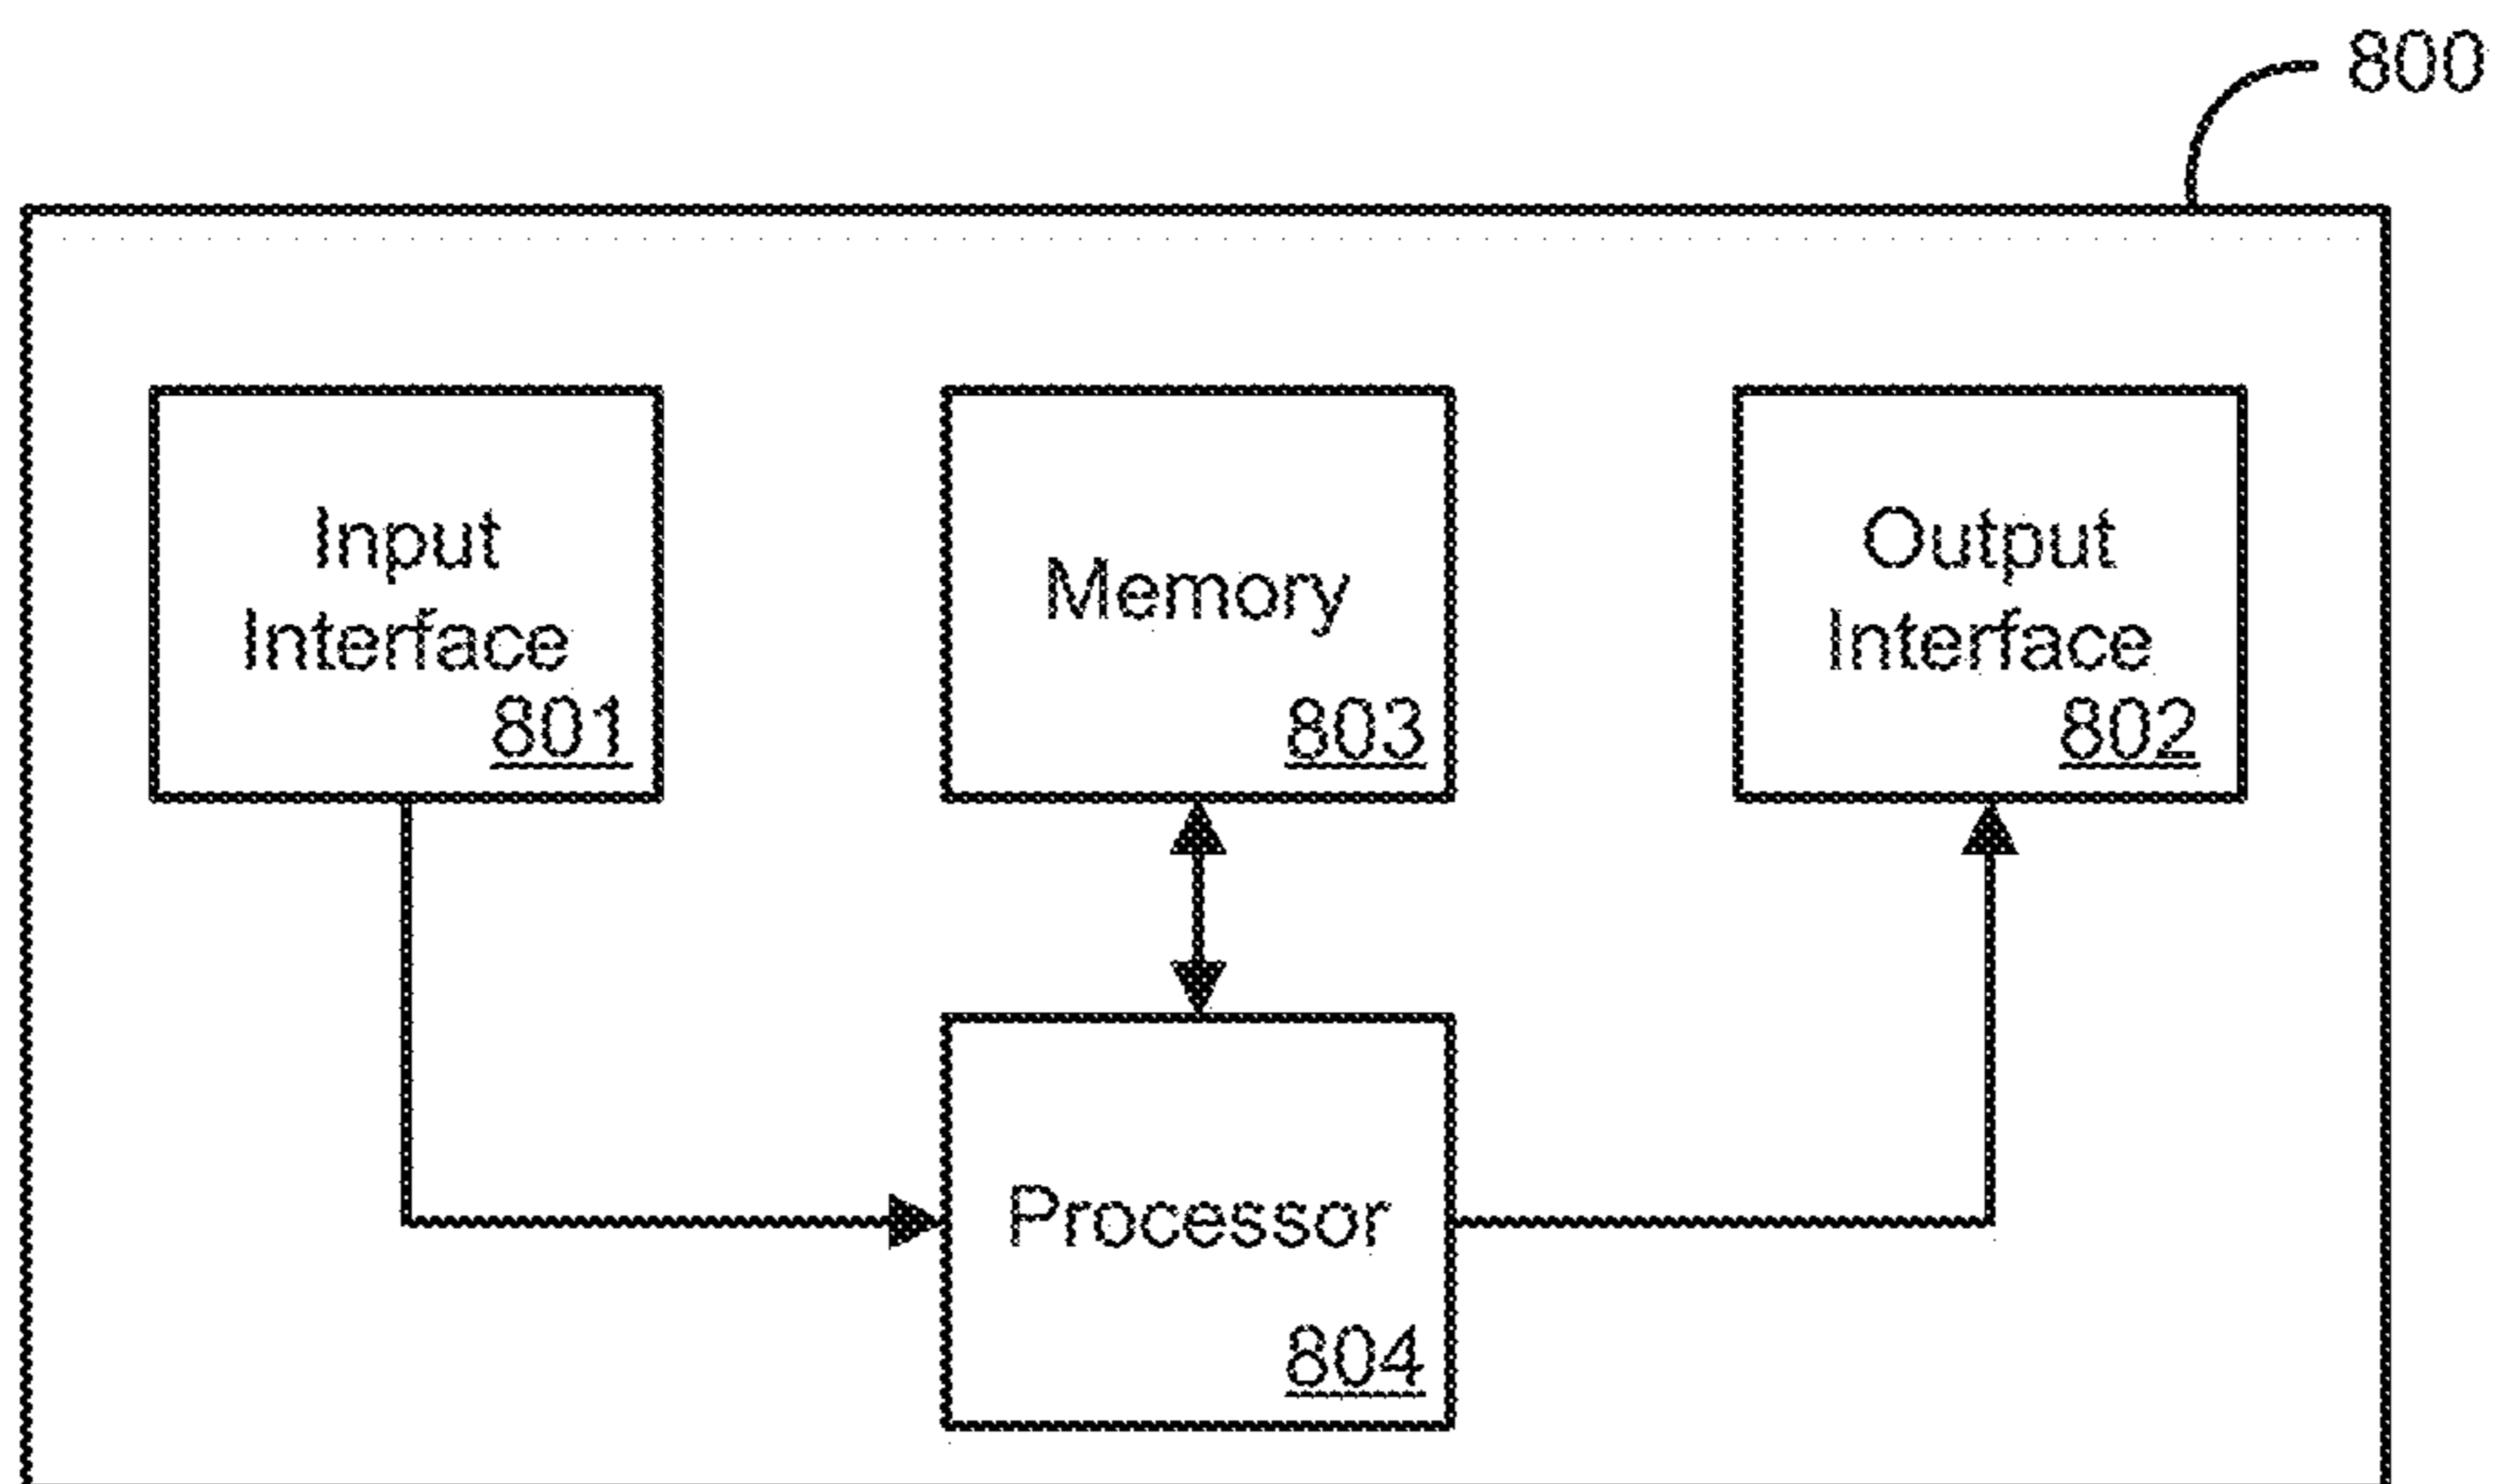 800
Input
Interface
801
Memory
803
Output
Interface
802
Processor
804